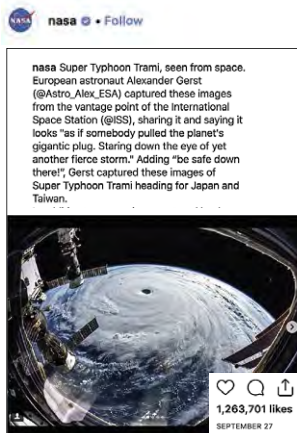 NASA
nasa • Follow
nasa Super Typhoon Trami, seen from space.
European astronaut Alexander Gerst
(@Astro_Alex_ESA) captured these images
from the vantage point of the International
Space Station (@ISS), sharing it and saying it
looks "as if somebody pulled the planet's
gigantic plug. Staring down the eye of yet
another fierce storm." Adding “be safe down
there!”, Gerst captured these images of
Super Typhoon Trami heading for Japan and
Taiwan.
1,263,701 likes
SEPTEMBER 27